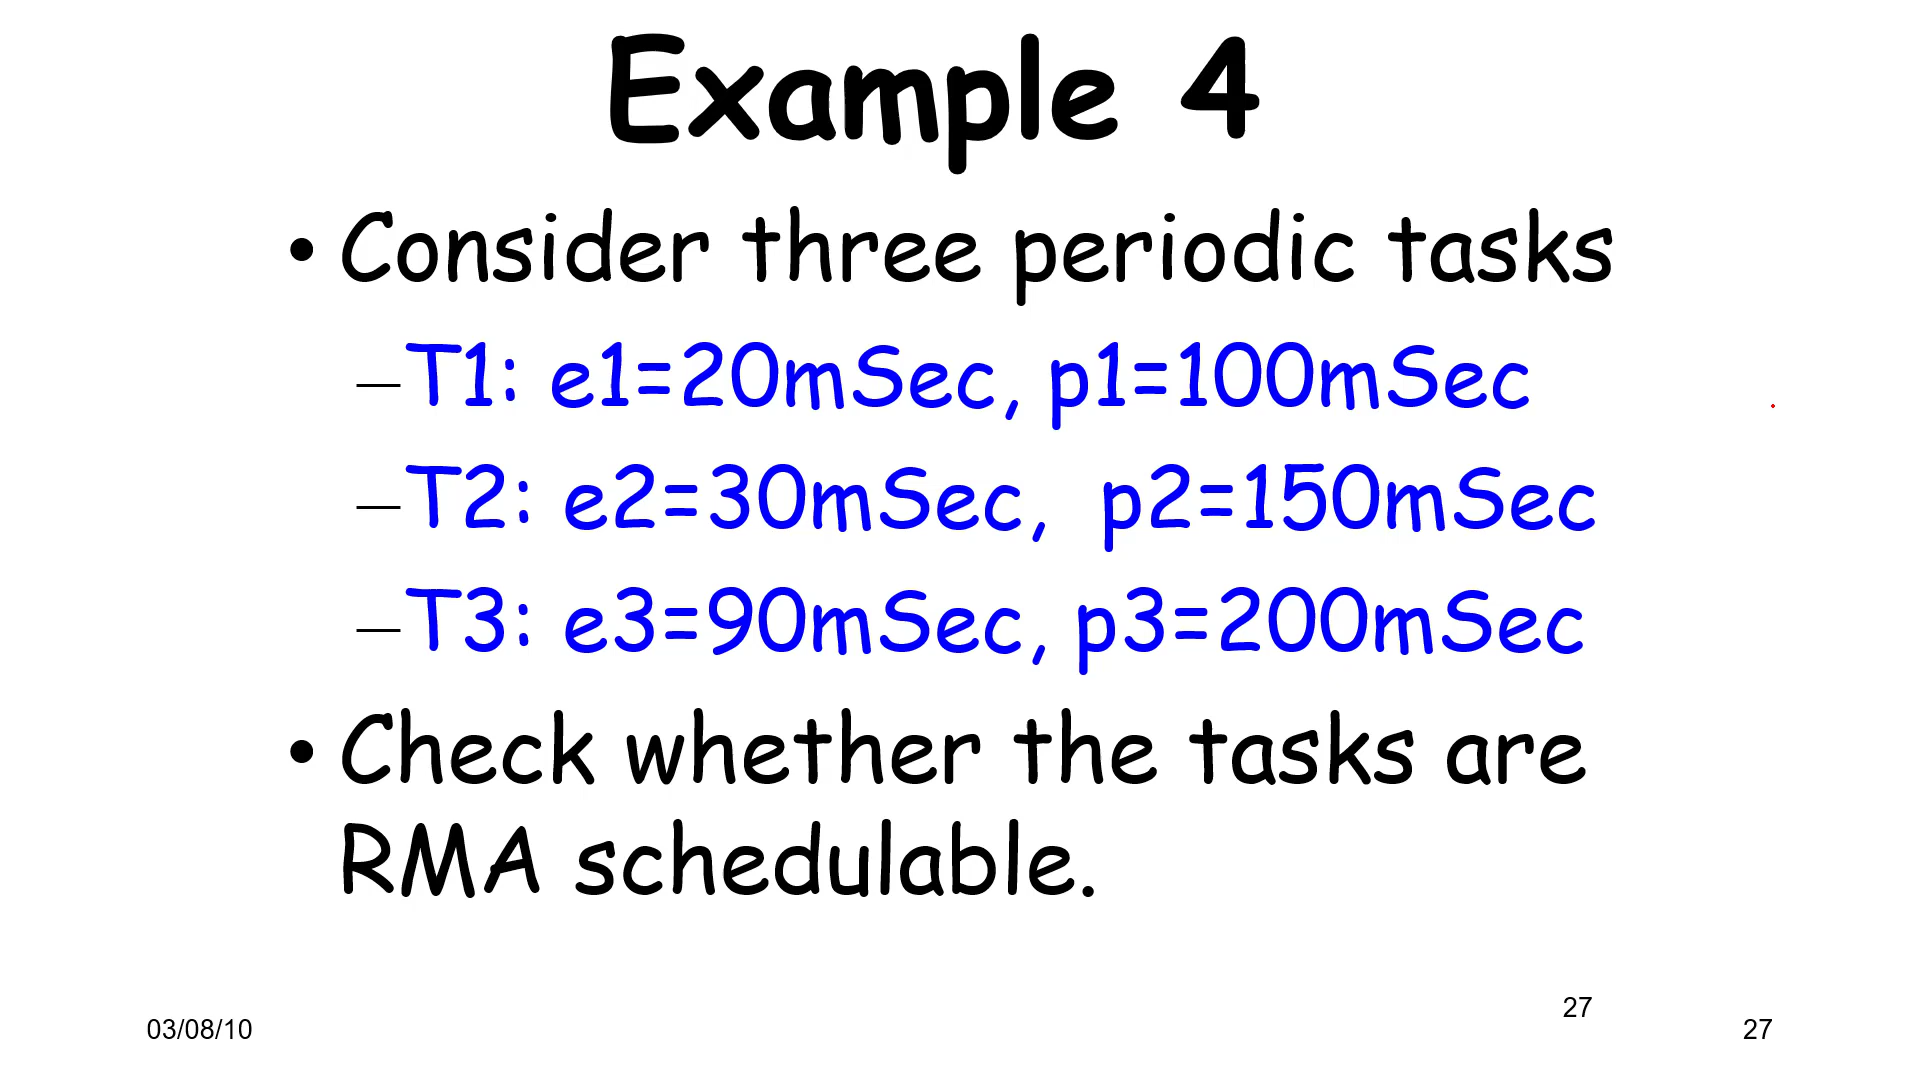 Example 4
• Consider three periodic tasks
–T1: e1=20mSec, p1=100mSec
–T2: e2=30mSec, p2=150mSec
–T3: e3=90mSec, p3=200mSec
• Check whether the tasks are
RMA schedulable.
27
03/08/10 27